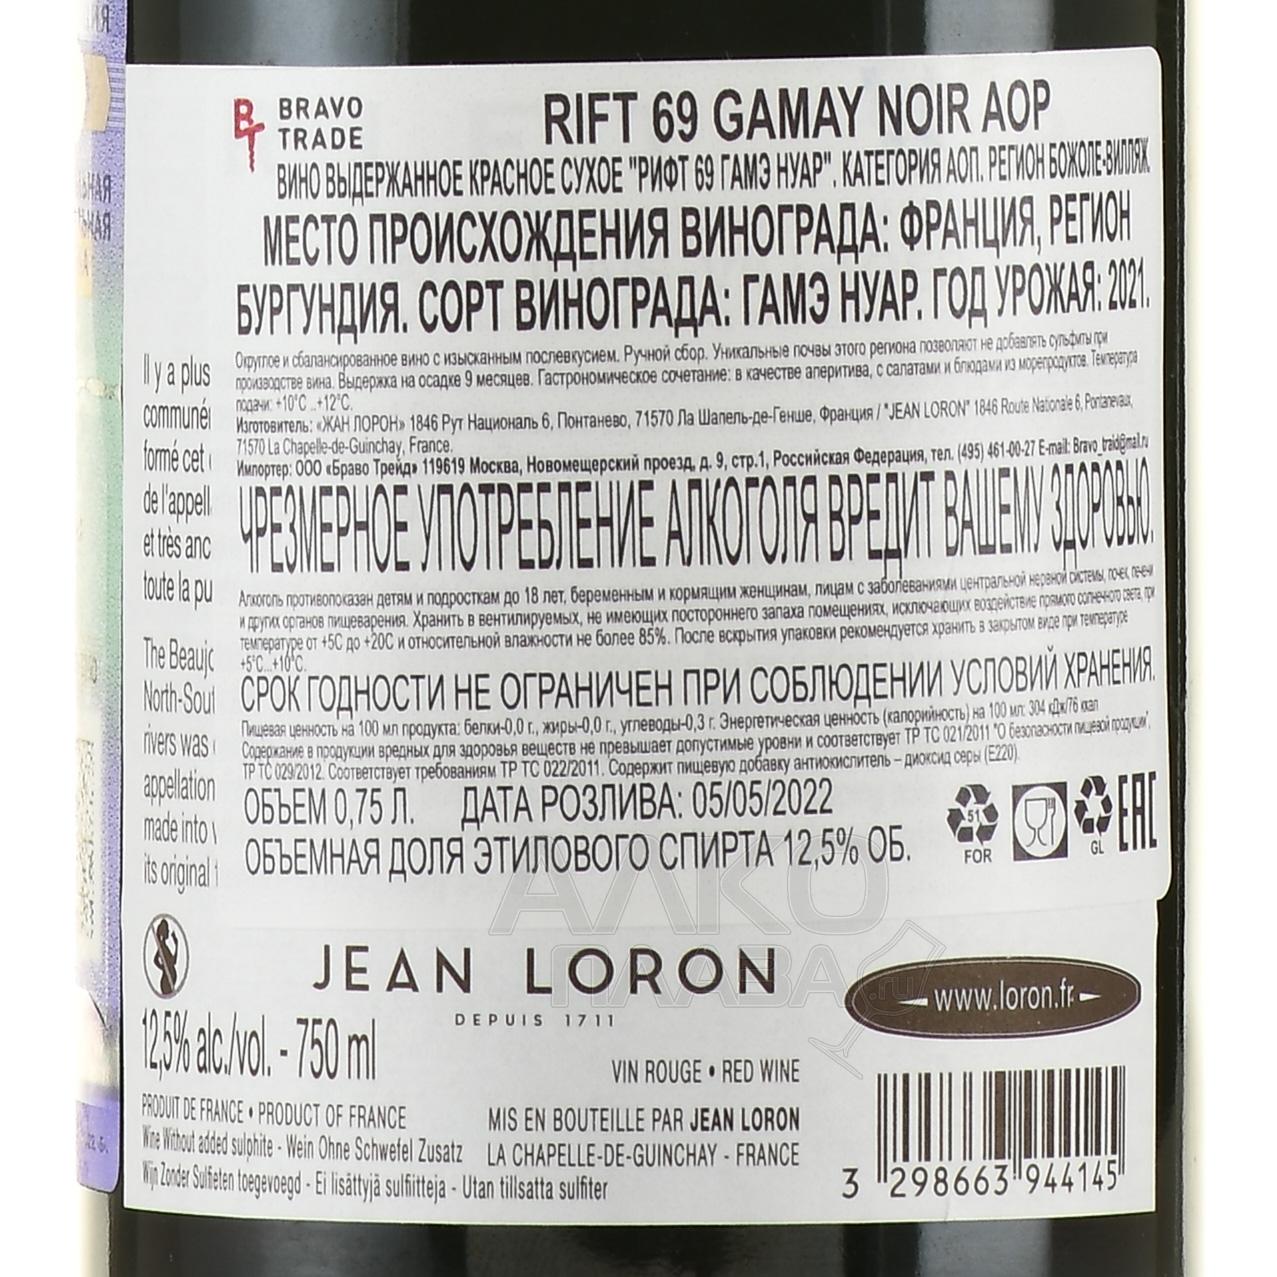 BRAVO
TRADE
RIFT 69 GAMAY NOIR AOP
ВИНО ВЫДЕРЖАННОЕ КРАСНОЕ СУХОЕ "РИФТ 69 ГАМЭ НУАР". КАТЕГОРИЯ АОП. РЕГИОН БОЖОЛЕ-ВИЛЛЯЖ.
МЕСТО ПРОИСХОЖДЕНИЯ ВИНОГРАДА: ФРАНЦИЯ, РЕГИОН
БУРГУНДИЯ. СОРТ ВИНОГРАДА: ГАМЭ НУАР. ГОД УРОЖАЯ: 2021.
Округлое и сбалансированное вино с изысканным послевкусием. Ручной сбор. Уникальные почвы этого региона позволяют не добавлять сульфиты при
производстве вина. Выдержка на осадке 9 месяцев. Гастрономическое сочетание: в качестве аперитива, с салатами и блюдами из морепродуктов. Температура
подачи: +10°C ..+12°C.
Изготовитель: «ЖАН ЛОРОН» 1846 Рут Националь 6, Понтанево, 71570 Ла Шапель-де-Генше, Франция / "JEAN LORON" 1846 Route Nationale 6, Pontanevaux,
71570 La Chapelle-de-Guinchay, France.
Импортер: ООО «Браво Трейд» 119619 Москва, Новомещерский проезд, д. 9, стр.1, Российская Федерация, тел. (495) 461-00-27 E-mail: Bravo_traid@mail.ru
ЧРЕЗМЕРНОЕ УПОТРЕБЛЕНИЕ АЛКОГОЛЯ ВРЕДИТ ВАШЕМУ ЗДОРОВЬЮ.
Алкоголь противопоказан детям и подросткам до 18 лет, беременным и кормящим женщинам, лицам с заболеваниями центральной нервной системы, почек, печени
и других органов пищеварения. Хранить в вентилируемых, не имеющих постороннего запаха помещениях, исключающих воздействие прямого солнечного света, при
температуре от +5C до +20C и относительной влажности не более 85%. После вскрытия упаковки рекомендуется хранить в закрытом виде при температуре
+5°C...+10°C.
СРОК ГОДНОСТИ НЕ ОГРАНИЧЕН ПРИ СОБЛЮДЕНИИ УСЛОВИЙ ХРАНЕНИЯ.
Пищевая ценность на 100 мл продукта: белки-0,0 г., жиры-0,0 г., углеводы-0,3 г. Энергетическая ценность (калорийность) на 100 мл: 304 кДж/76 ккал
Содержание в продукции вредных для здоровья веществ не превышает допустимые уровни и соответствует ТР ТС 021/2011 "О безопасности пищевой продукции",
ТР ТС 029/2012. Соответствует требованиям ТР ТС 022/2011. Содержит пищевую добавку антиокислитель – диоксид серы (E220).
ОБЪЕМ 0,75 Л. ДАТА РОЗЛИВА: 05/05/2022
ОБЪЕМНАЯ ДОЛЯ ЭТИЛОВОГО СПИРТА 12,5% ОБ.
51
FOR
GL
EAC
Il y a plus
communé
formé cet
de l'appell
et très anc
toute la pu
The Beaujo
North-Sout
rivers was
appellation
made into
its original
JEAN LORON
DEPUIS 1711
www.loron.fr
12,5% alc./vol. - 750 ml
VIN ROUGE • RED WINE
PRODUIT DE FRANCE • PRODUCT OF FRANCE
MIS EN BOUTEILLE PAR JEAN LORON
LA CHAPELLE-DE-GUINCHAY - FRANCE
Wine Without added sulphite - Wein Ohne Schwefel Zusatz
Wijn Zonder Sulfieten toegevoegd - Ei lisättyjä sulfiitteja - Utan tillsatta sulfiter
3 298663 944145
АЛКО
ПЛАВА
.ru